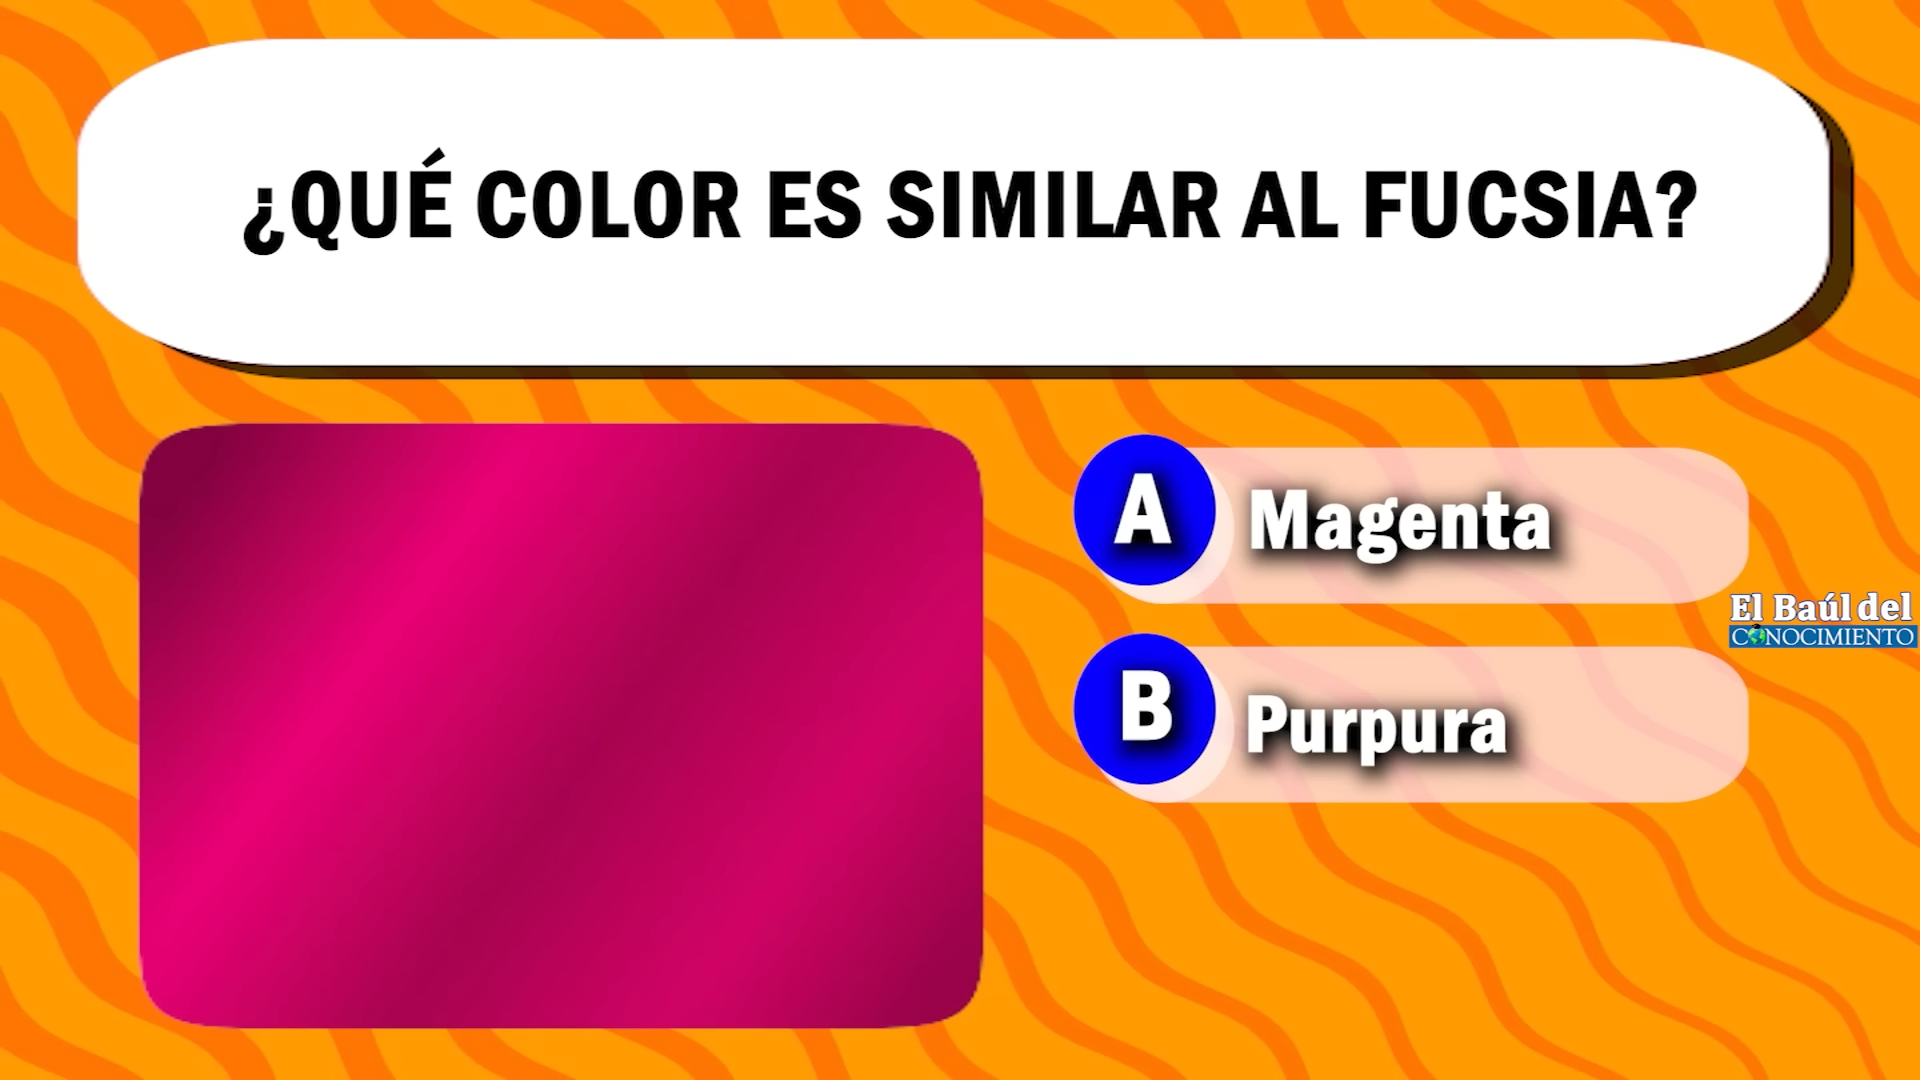 ¿QUÉ COLOR ES SIMILAR AL FUCSIA?
A Magenta
B Purpura
El Baúl del
CONOCIMIENTO